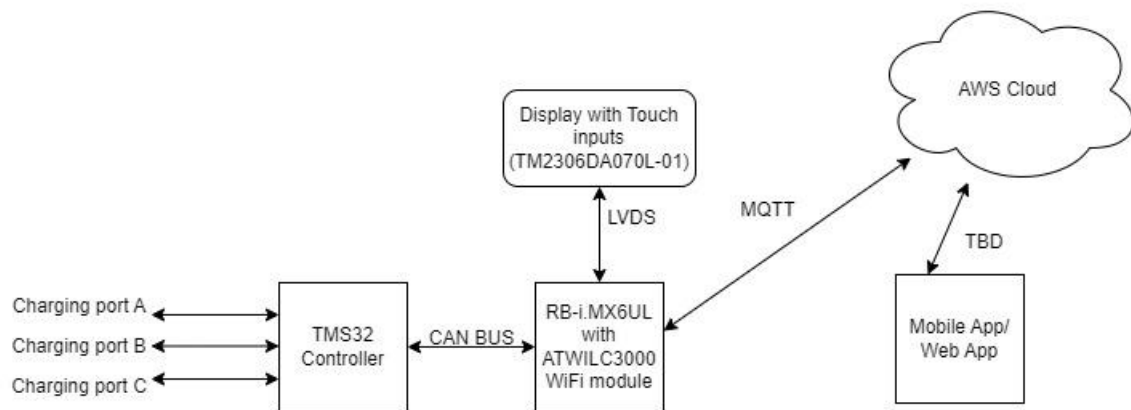 AWS Cloud
Display with Touch
inputs
(TM2306DA070L-01)
MQTT
LVDS
TBD
Charging port A
Charging port B
Charging port C
TMS32
Controller
CAN BUS
RB-i.MX6UL
with
ATWILC3000
WiFi module
Mobile App/
Web App